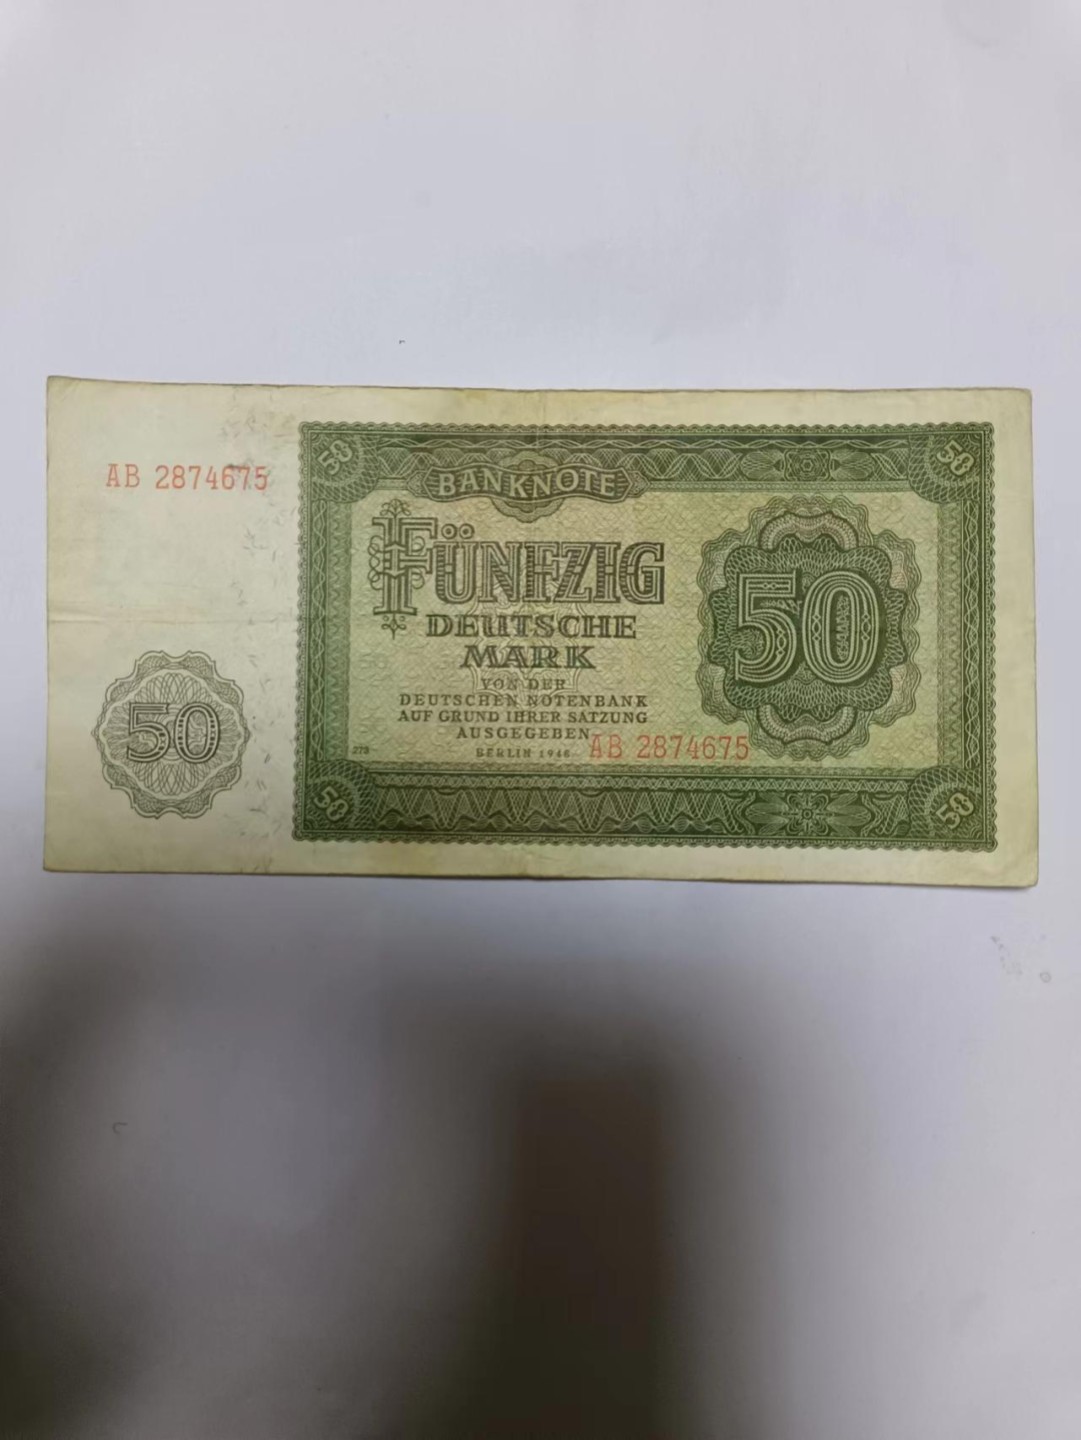 50
50
BANKNOTE
AB 2874675
FÜNFZIG
50
DEUTSCHE
MARK
VON DER
DEUTSCHEN NOTENBANK
AUF GRUND IHRER SATZUNG
AUSGEGEBEN
BERLIN 1948
AB 2874675
50
50
50